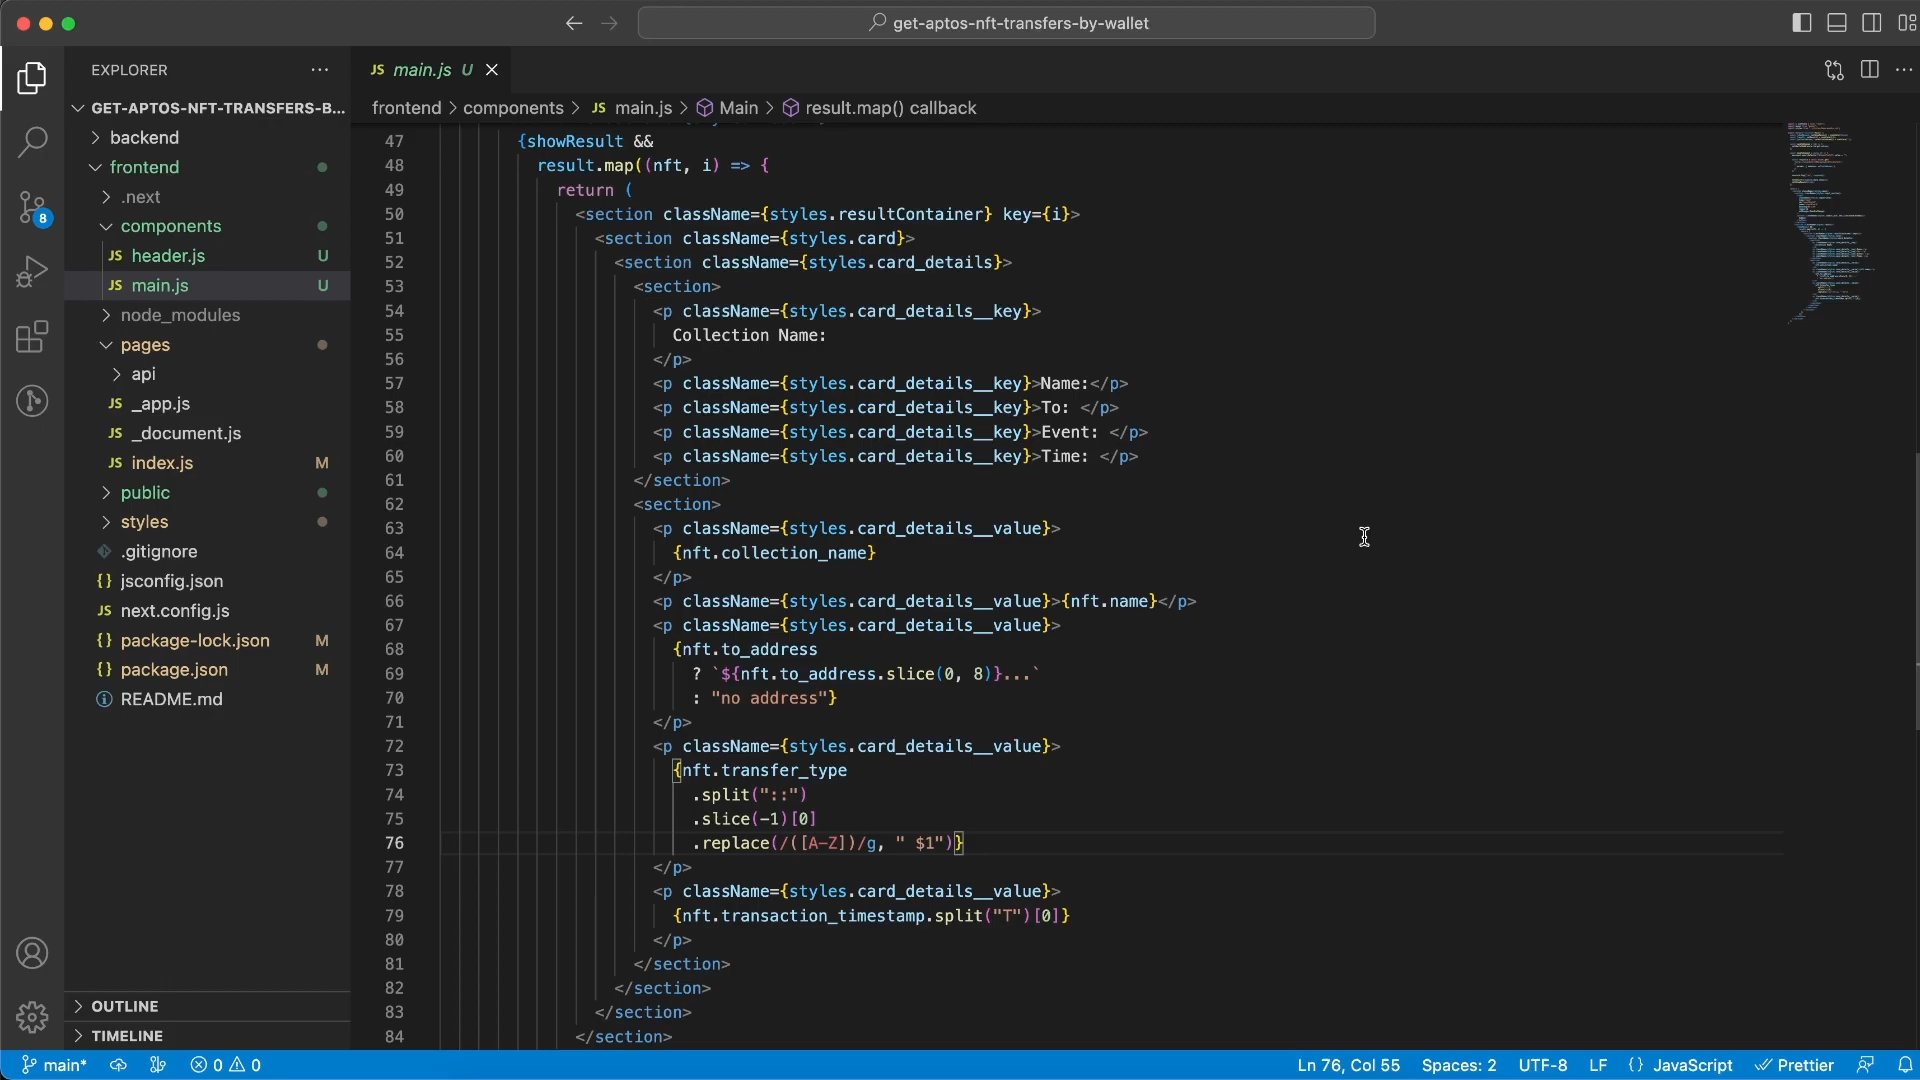 get-aptos-nft-transfers-by-wallet
EXPLORER
JS main.js U
GET-APTOS-NFT-TRANSFERS-B...
frontend > components > JS main.js > Main > result.map() callback
backend
frontend
.next
components
JS header.js U
JS main.js U
node_modules
pages
api
JS _app.js
JS _document.js
JS index.js M
public
styles
.gitignore
{} jsconfig.json
JS next.config.js
{} package-lock.json M
{} package.json M
README.md
OUTLINE
TIMELINE
8
47 {showResult &&
48 result.map((nft, i) => {
49 return (
50 <section className={styles.resultContainer} key={i}>
51 <section className={styles.card}>
52 <section className={styles.card_details}>
53 <section>
54 <p className={styles.card_details__key}>
55 Collection Name:
56 </p>
57 <p className={styles.card_details__key}>Name:</p>
58 <p className={styles.card_details__key}>To: </p>
59 <p className={styles.card_details__key}>Event: </p>
60 <p className={styles.card_details__key}>Time: </p>
61 </section>
62 <section>
63 <p className={styles.card_details__value}>
64 {nft.collection_name}
65 </p>
66 <p className={styles.card_details__value}>{nft.name}</p>
67 <p className={styles.card_details__value}>
68 {nft.to_address
69 ? `${nft.to_address.slice(0, 8)}...`
70 : "no address"}
71 </p>
72 <p className={styles.card_details__value}>
73 {nft.transfer_type
74 .split("::")
75 .slice(-1)[0]
76 .replace(/([A-Z])/g, " $1")}
77 </p>
78 <p className={styles.card_details__value}>
79 {nft.transaction_timestamp.split("T")[0]}
80 </p>
81 </section>
82 </section>
83 </section>
84 </section>
main* 0 0 Ln 76, Col 55 Spaces: 2 UTF-8 LF {} JavaScript Prettier